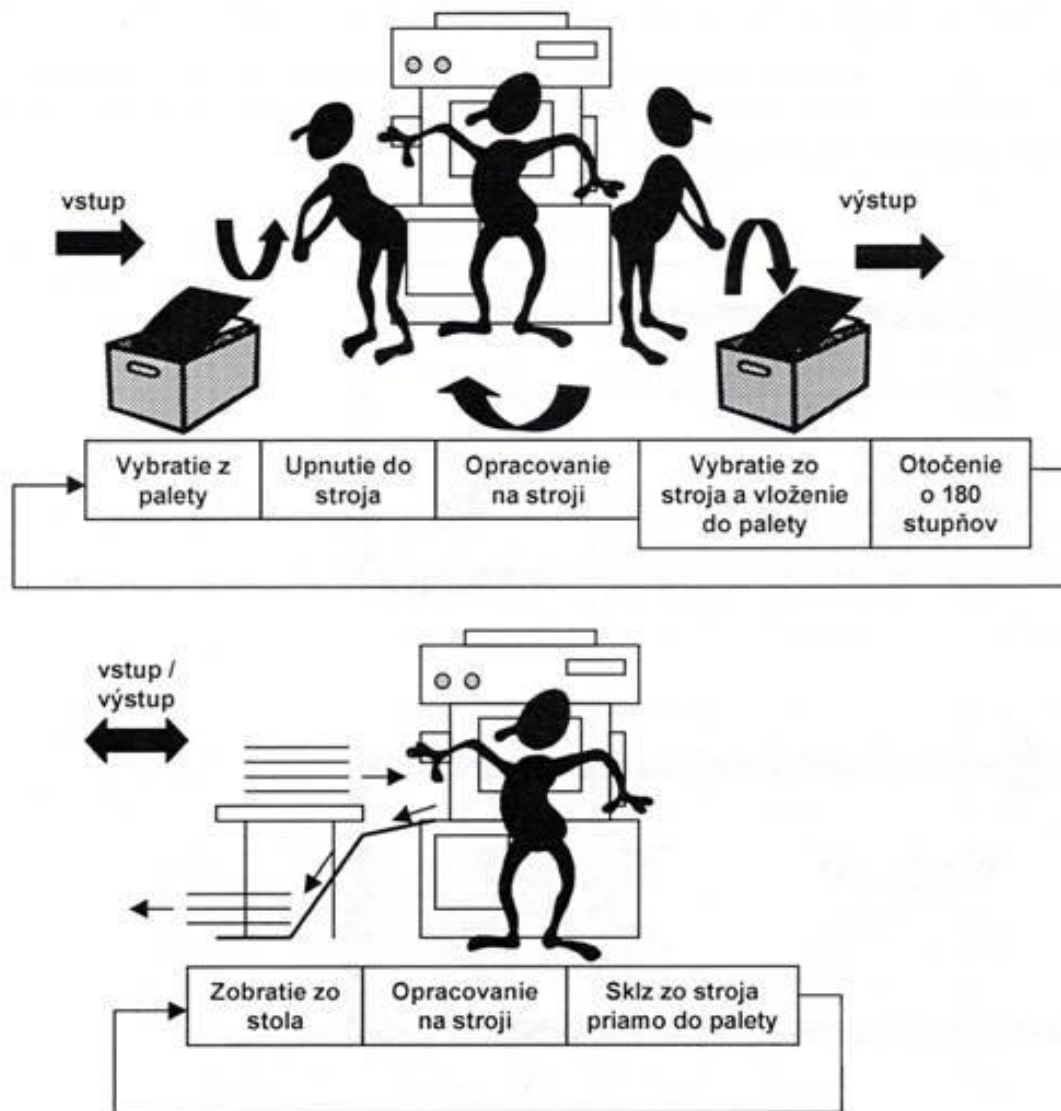 vstup
výstup
Vybratie z
palety
Upnutie do
stroja
Opracovanie
na stroji
Vybratie zo
stroja a vloženie
do palety
Otočenie
o 180
stupňov
vstup /
výstup
Zobratie zo
stola
Opracovanie
na stroji
Sklz zo stroja
priamo do palety